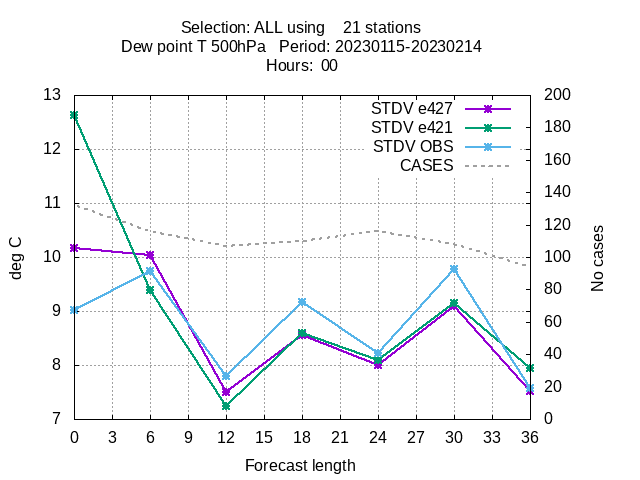 Selection: ALL using    21 stations
Dew point T 500hPa   Period: 20230115-20230214
Hours:  00
STDV e427
STDV e421
STDV OBS
CASES
deg C
No cases
13
12
11
10
9
8
7
200
180
160
140
120
100
80
60
40
20
0
0 3 6 9 12 15 18 21 24 27 30 33 36
Forecast length